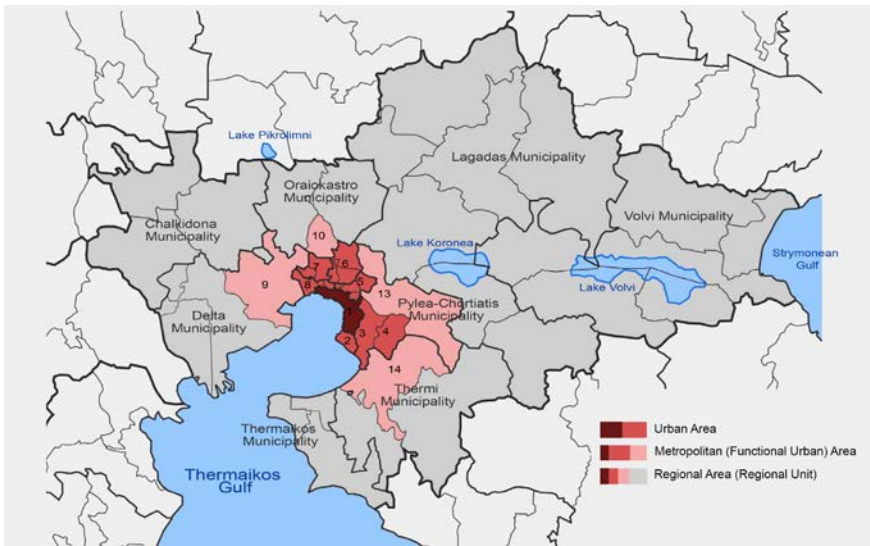 Lake Pikrolimni
Lagadas Municipality
Oraiokastro
Municipality
Volvi Municipality
Chalkidona
Municipality
10
Lake Koronea
Strymonean
Gulf
7
6
9
8
5
13
Lake Volvi
Delta
Municipality
Pylea-Chortiatis
Municipality
1
2
3
4
14
Thermi
Municipality
Thermaikos
Municipality
Urban Area
Metropolitan (Functional Urban) Area
Regional Area (Regional Unit)
Thermaikos
Gulf